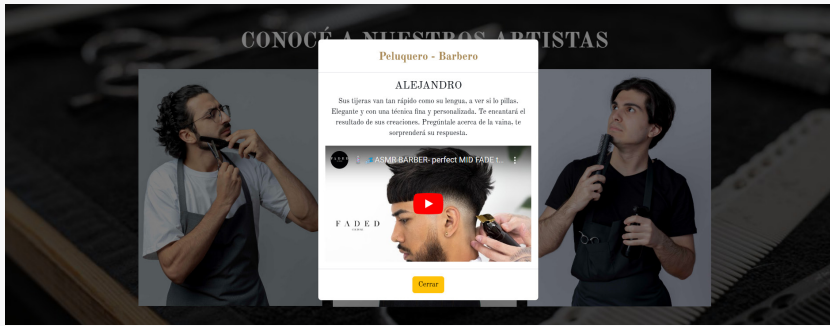 CONOCÉ A NUESTROS ARTISTAS
Peluquero - Barbero
ALEJANDRO
Sus tijeras van tan rápido como su lengua, a ver si lo pillas.
Elegante y con una técnica fina y personalizada. Te encantará el
resultado de sus creaciones. Pregúntale acerca de la vaina, te
sorprenderá su respuesta.
ASMR-BARBER- perfect MID FADE t...
FADED
Cerrar